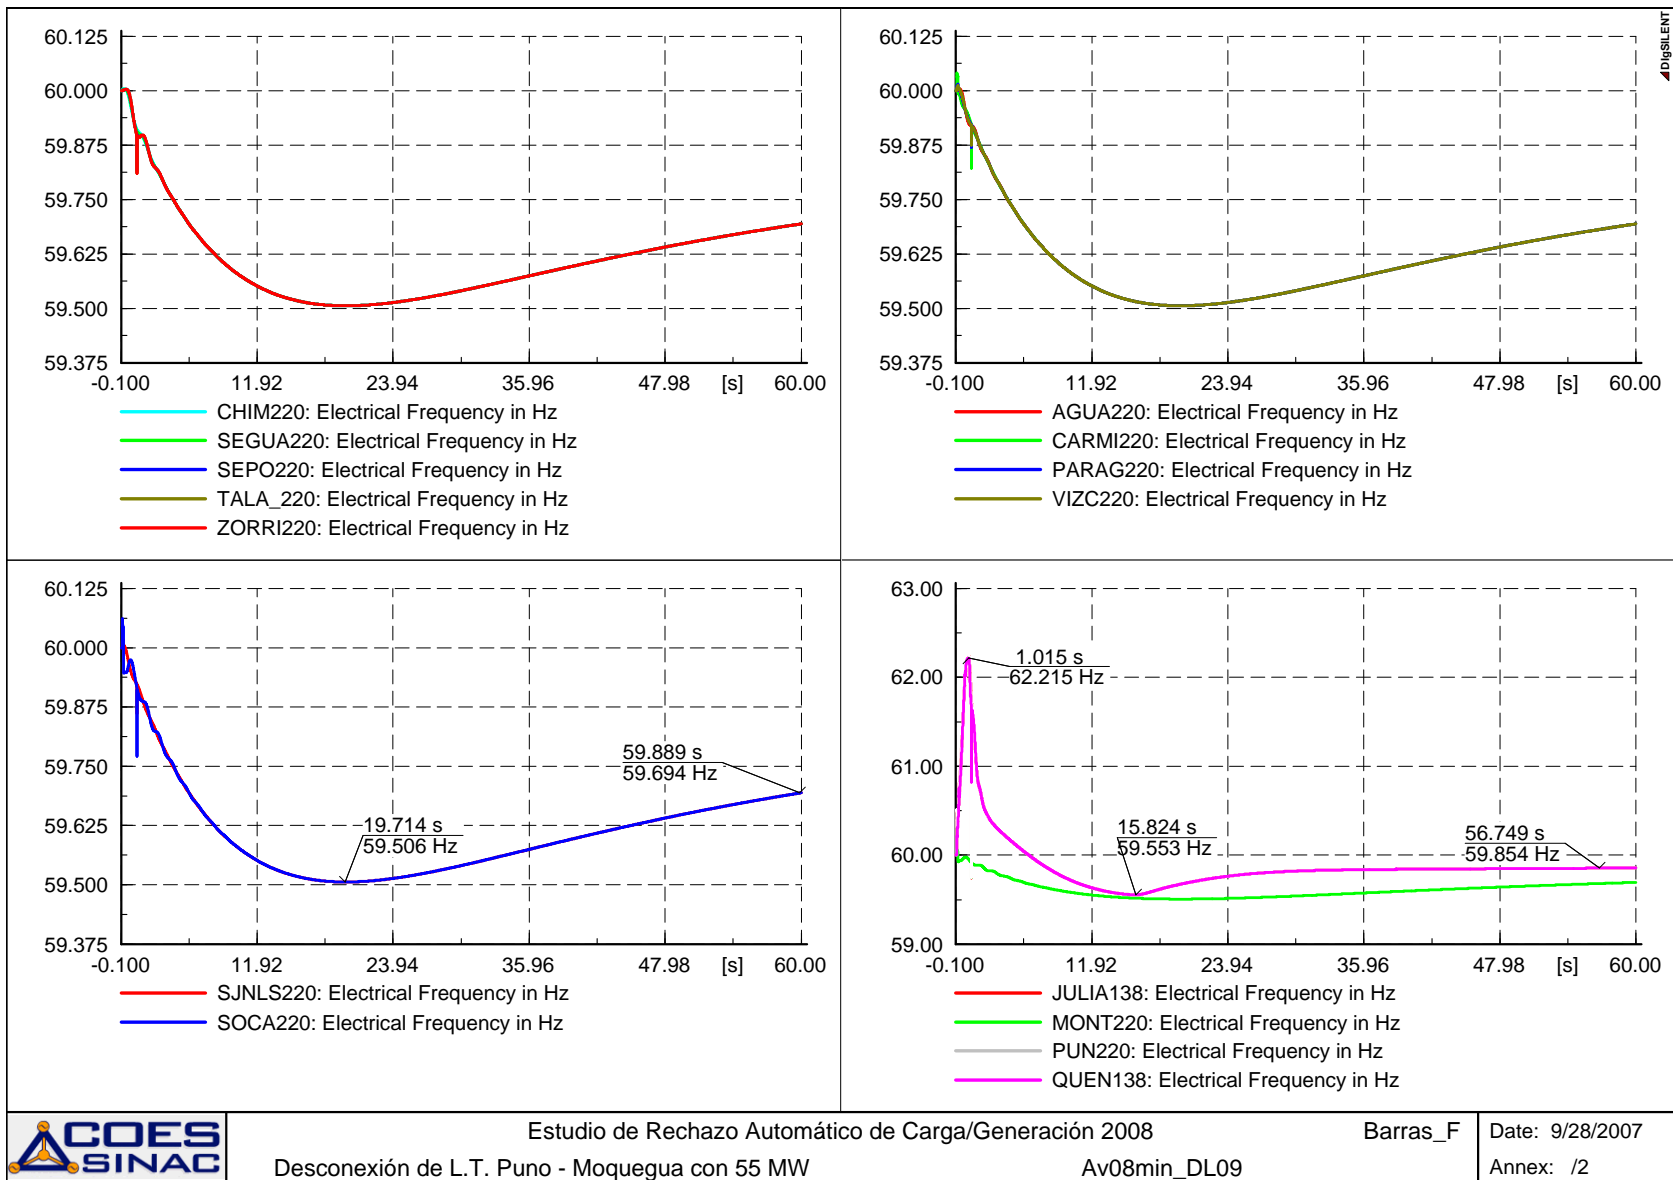 60.125
60.000
59.875
59.750
59.625
59.500
59.375
-0.100
11.92
23.94
35.96
47.98
[s]
60.00
CHIM220: Electrical Frequency in Hz
SEGUA220: Electrical Frequency in Hz
SEPO220: Electrical Frequency in Hz
TALA_220: Electrical Frequency in Hz
ZORRI220: Electrical Frequency in Hz
DIgSILENT
60.125
60.000
59.875
59.750
59.625
59.500
59.375
-0.100
11.92
23.94
35.96
47.98
[s]
60.00
AGUA220: Electrical Frequency in Hz
CARMI220: Electrical Frequency in Hz
PARAG220: Electrical Frequency in Hz
VIZC220: Electrical Frequency in Hz
60.125
60.000
59.875
59.750
59.625
59.500
59.375
19.714 s
59.506 Hz
59.889 s
59.694 Hz
-0.100
11.92
23.94
35.96
47.98
[s]
60.00
SJNLS220: Electrical Frequency in Hz
SOCA220: Electrical Frequency in Hz
63.00
62.00
61.00
60.00
59.00
1.015 s
62.215 Hz
15.824 s
59.553 Hz
56.749 s
59.854 Hz
-0.100
11.92
23.94
35.96
47.98
[s]
60.00
JULIA138: Electrical Frequency in Hz
MONT220: Electrical Frequency in Hz
PUN220: Electrical Frequency in Hz
QUEN138: Electrical Frequency in Hz
COES
SINAC
Estudio de Rechazo Automático de Carga/Generación 2008
Barras_F
Desconexión de L.T. Puno - Moquegua con 55 MW
Av08min_DL09
Date: 9/28/2007
Annex: /2